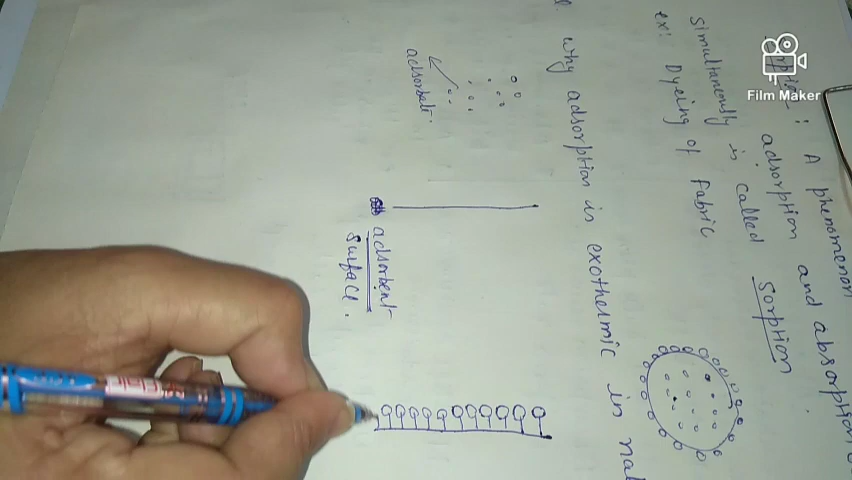 : A phenomenon
adsorption and absorption
simultaneously is called Sorption
ex: Dyeing of fabric
why adsorption is exothermic in
adsorbate.
adsorbent
surface.
Film Maker